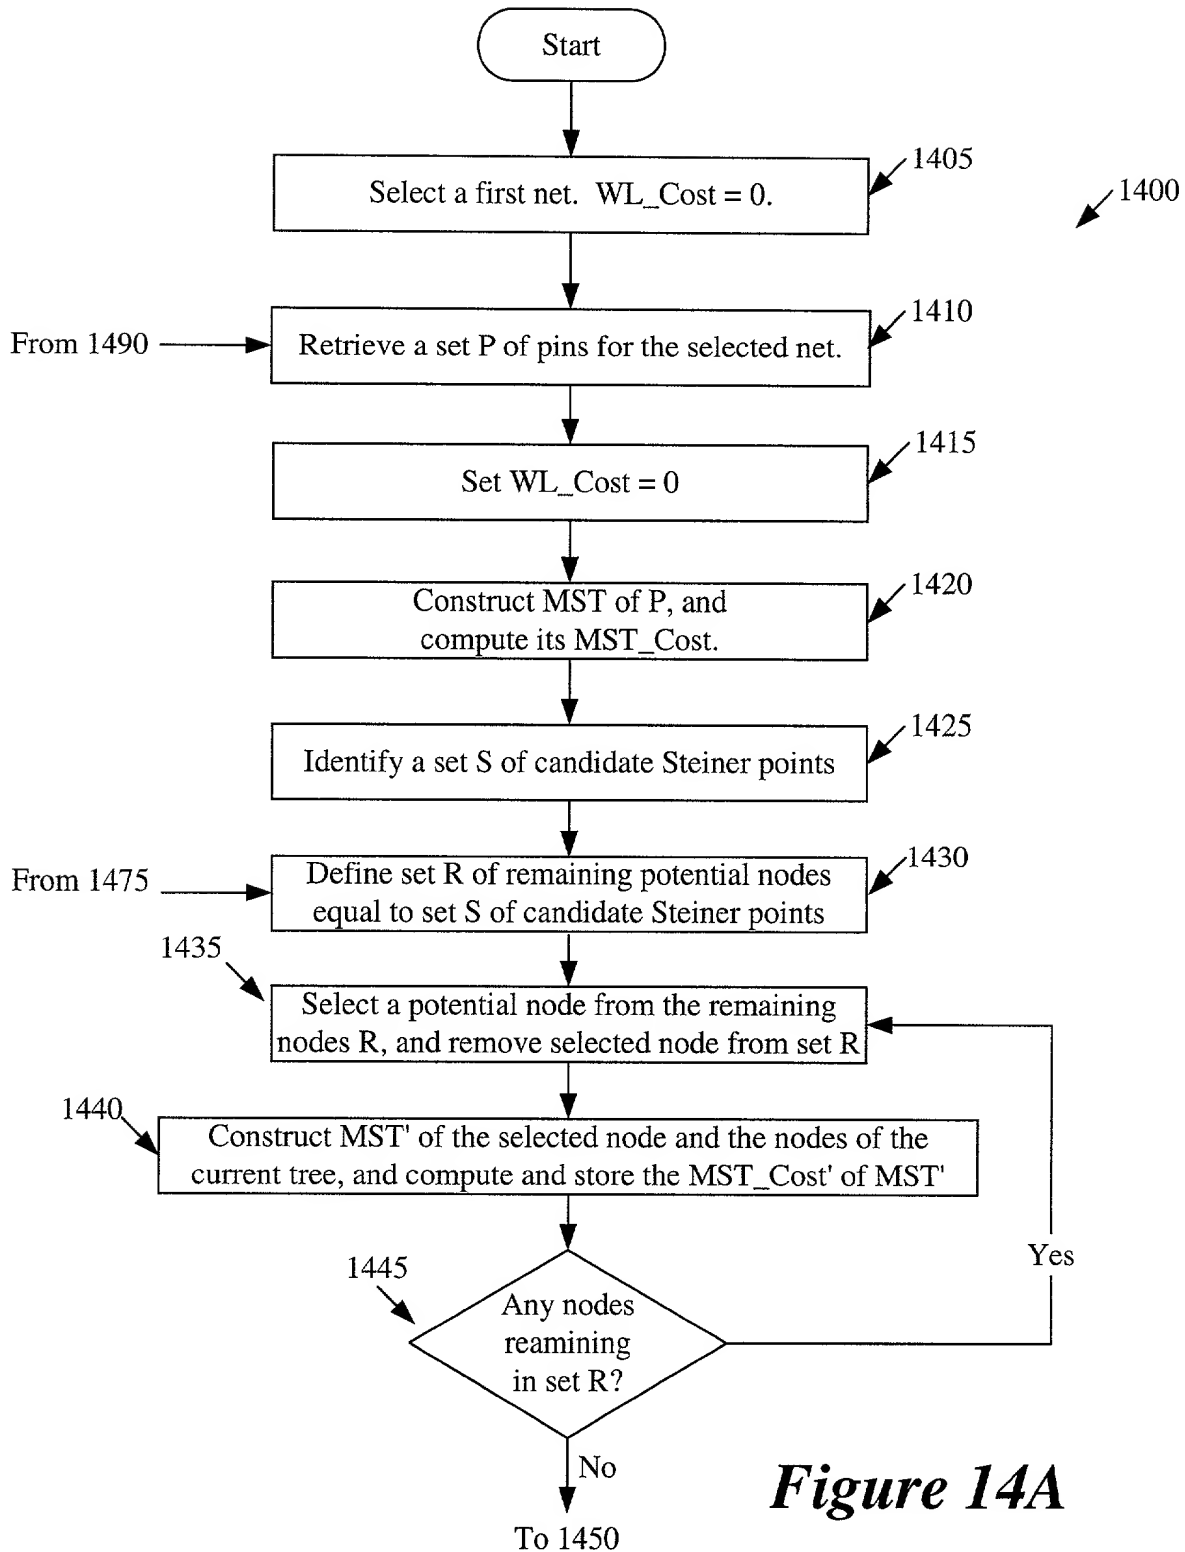 Start
Select a first net. WL_Cost = 0.
1405
1400
From 1490
Retrieve a set P of pins for the selected net.
1410
Set WL_Cost = 0
1415
Construct MST of P, and
compute its MST_Cost.
1420
Identify a set S of candidate Steiner points
1425
From 1475
Define set R of remaining potential nodes
equal to set S of candidate Steiner points
1430
1435
Select a potential node from the remaining
nodes R, and remove selected node from set R
1440
Construct MST' of the selected node and the nodes of the
current tree, and compute and store the MST_Cost' of MST'
1445
Any nodes
reamining
in set R?
Yes
No
To 1450
Figure 14A